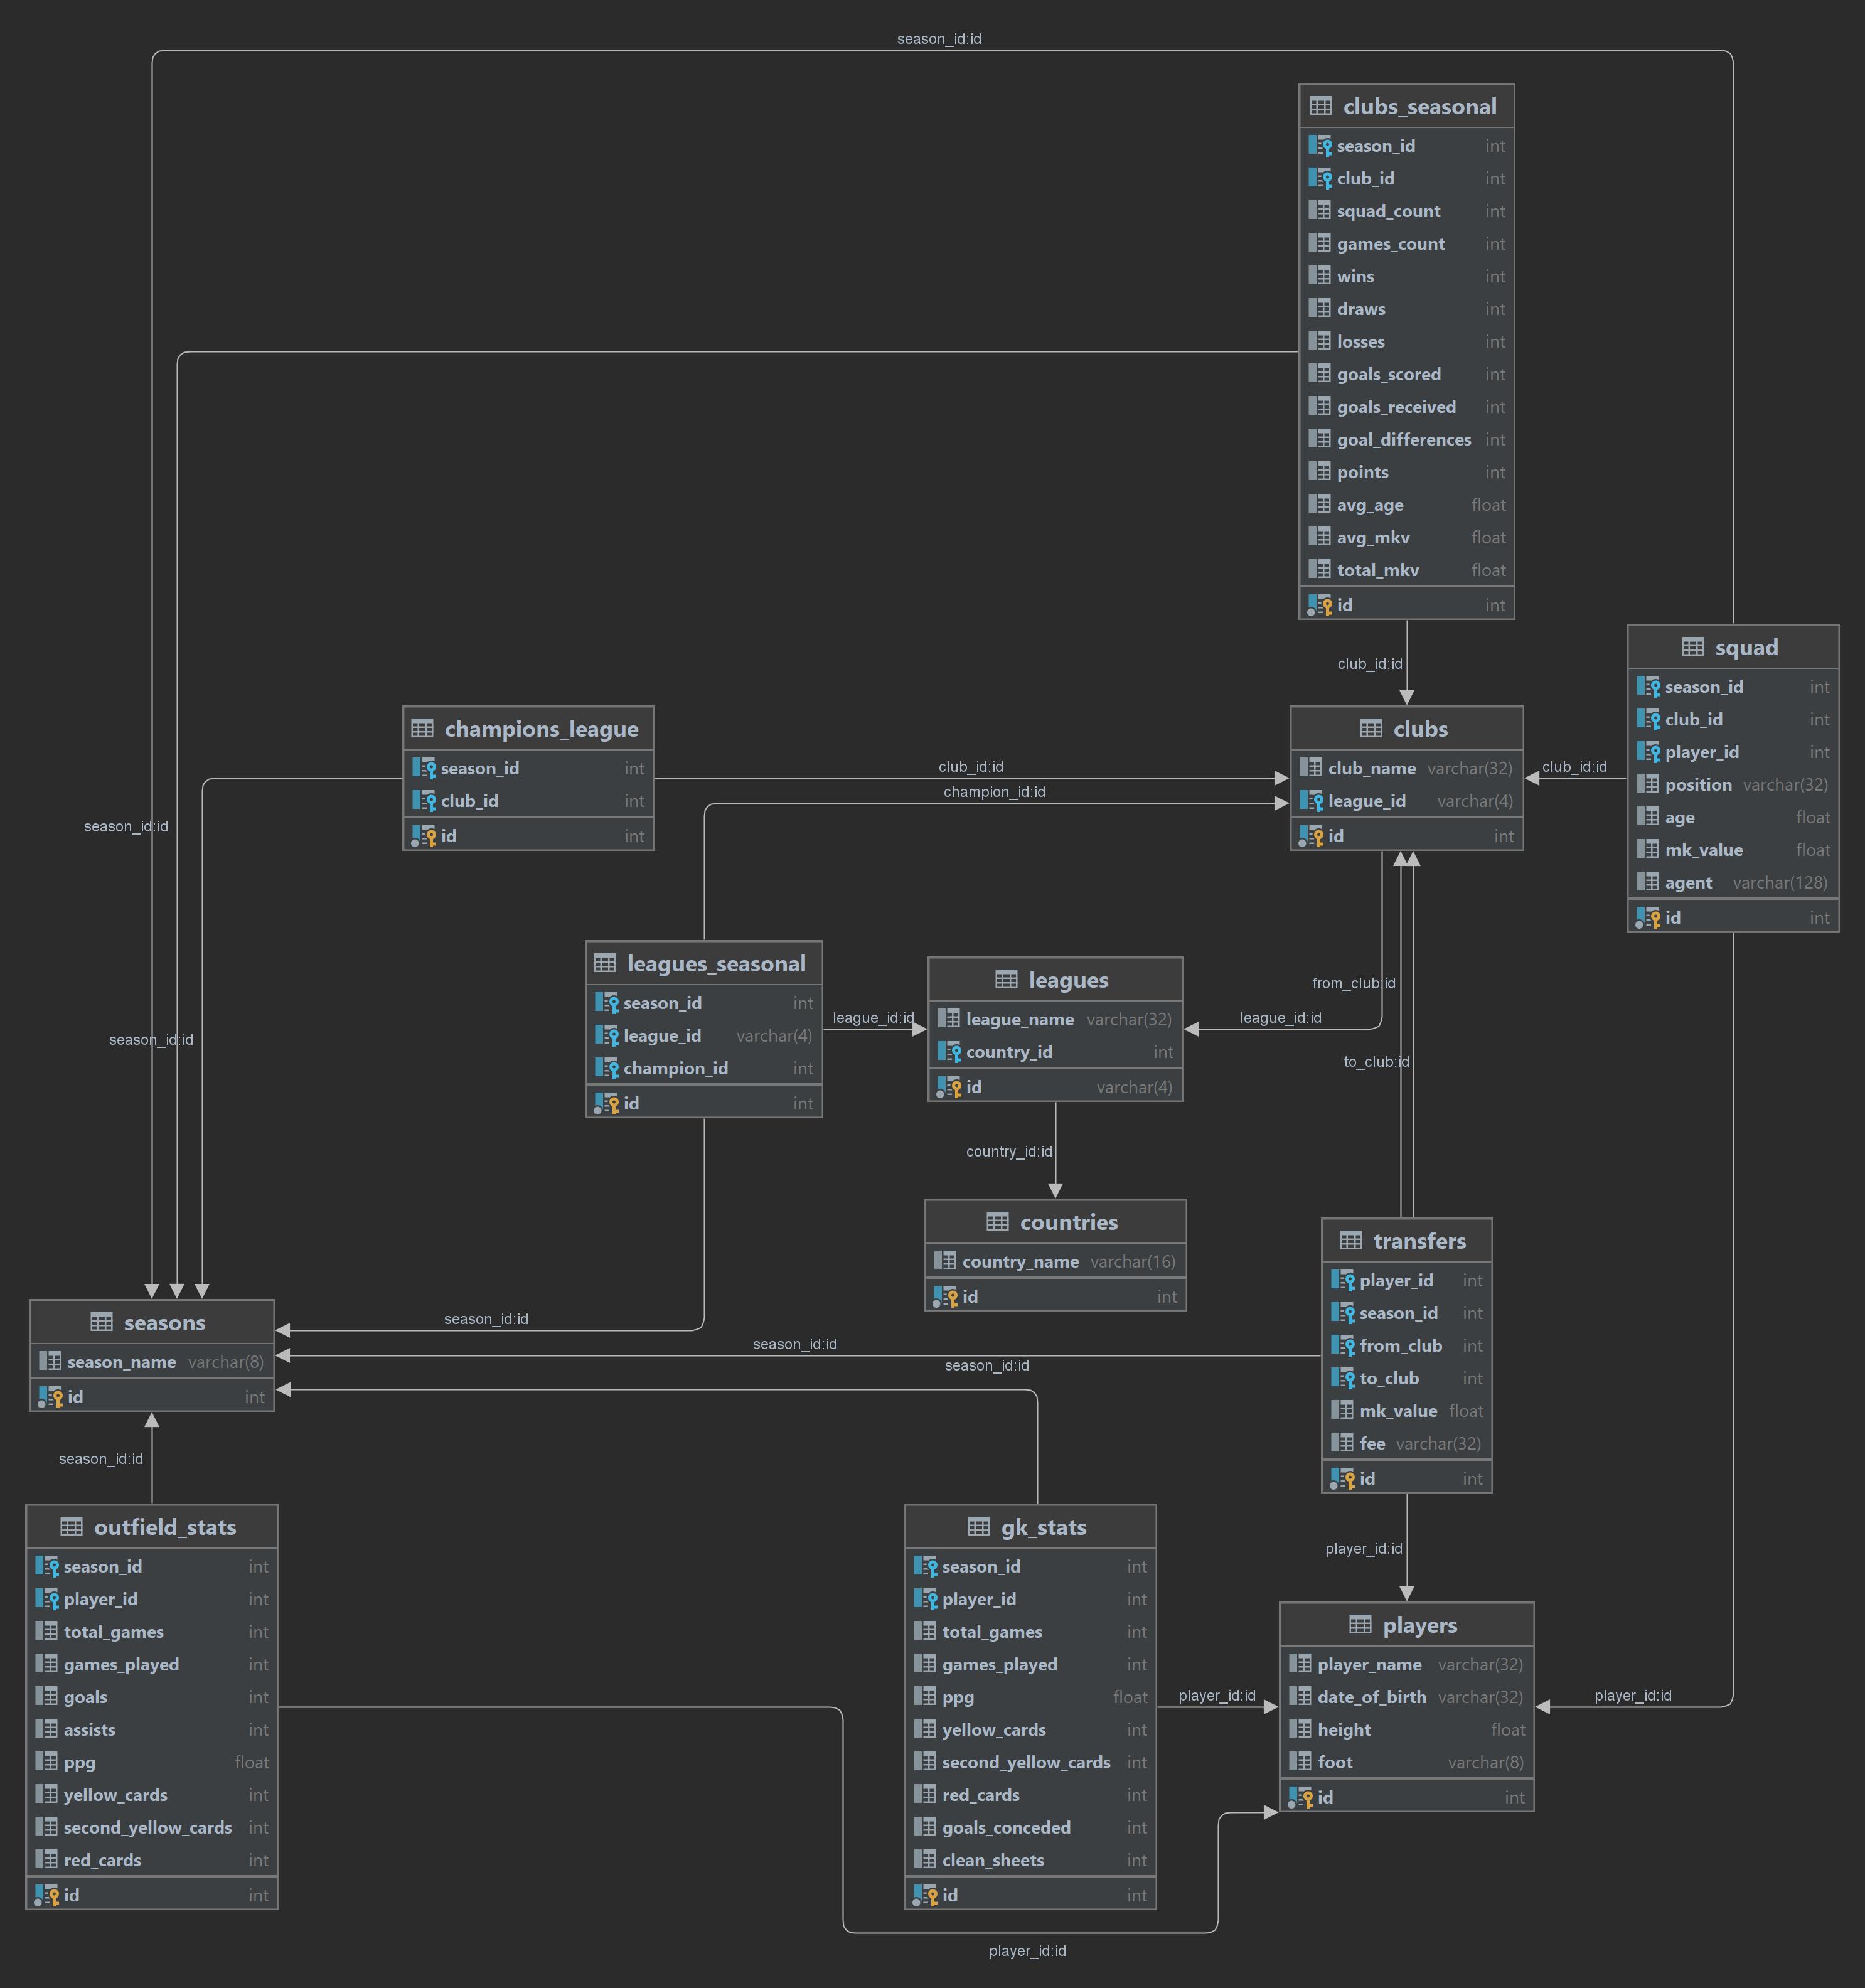 season_id:id
clubs_seasonal
season_id int
club_id int
squad_count int
games_count int
wins int
draws int
losses int
goals_scored int
goals_received int
goal_differences int
points int
avg_age float
avg_mkv float
total_mkv float
id int
club_id:id
squad
season_id int
club_id int
player_id int
position varchar(32)
age float
mk_value float
agent varchar(128)
id int
champions_league
season_id int
club_id int
id int
club_id:id
champion_id:id
clubs
club_name varchar(32)
league_id varchar(4)
id int
club_id:id
season_id:id
season_id:id
leagues_seasonal
season_id int
league_id varchar(4)
champion_id int
id int
league_id:id
leagues
league_name varchar(32)
country_id int
id varchar(4)
league_id:id
from_club:id
to_club:id
country_id:id
countries
country_name varchar(16)
id int
transfers
player_id int
season_id int
from_club int
to_club int
mk_value float
fee varchar(32)
id int
seasons
season_name varchar(8)
id int
season_id:id
season_id:id
season_id:id
season_id:id
outfield_stats
season_id int
player_id int
total_games int
games_played int
goals int
assists int
ppg float
yellow_cards int
second_yellow_cards int
red_cards int
id int
gk_stats
season_id int
player_id int
total_games int
games_played int
ppg float
yellow_cards int
second_yellow_cards int
red_cards int
goals_conceded int
clean_sheets int
id int
player_id:id
player_id:id
players
player_name varchar(32)
date_of_birth varchar(32)
height float
foot varchar(8)
id int
player_id:id
player_id:id